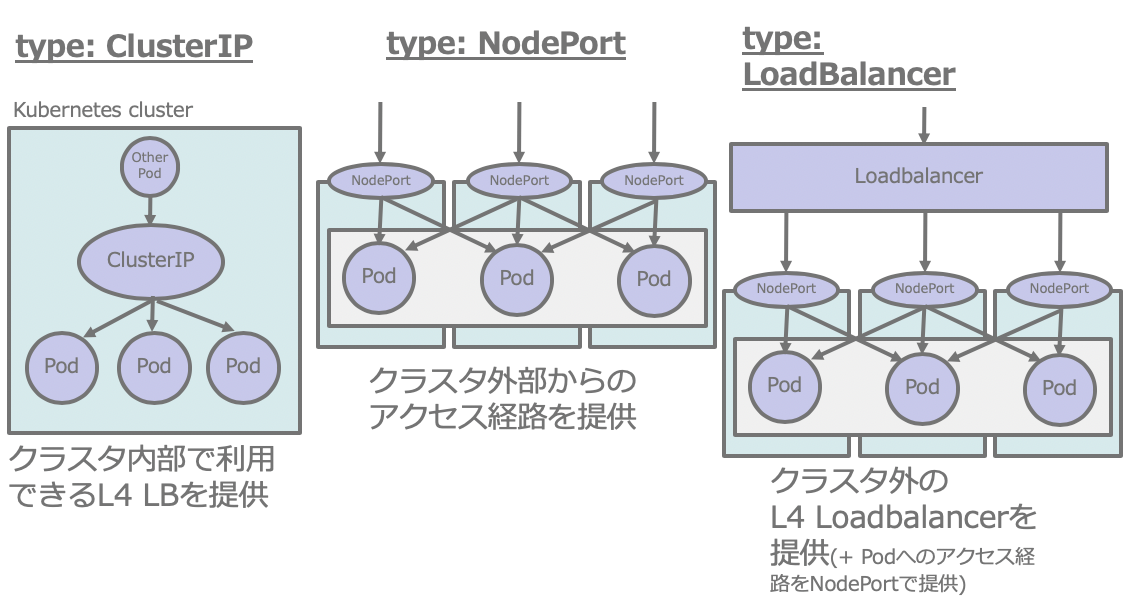 type: ClusterIP
Kubernetes cluster
Other
Pod
ClusterIP
Pod
Pod
Pod
クラスタ内部で利用
できるL4 LBを提供
type: NodePort
NodePort
NodePort
NodePort
Pod
Pod
Pod
クラスタ外部からの
アクセス経路を提供
type:
LoadBalancer
Loadbalancer
NodePort
NodePort
NodePort
Pod
Pod
Pod
クラスタ外の
L4 Loadbalancerを
提供(+ Podへのアクセス経
路をNodePortで提供)